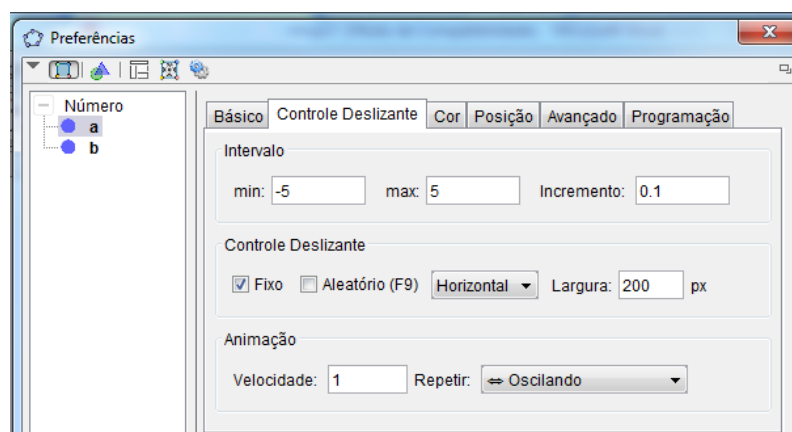 Preferências
Número
a
b
Básico Controle Deslizante Cor Posição Avançado Programação
Intervalo
min: -5 max: 5 Incremento: 0.1
Controle Deslizante
Fixo Aleatório (F9) Horizontal Largura: 200 px
Animação
Velocidade: 1 Repetir: ⇔ Oscilando